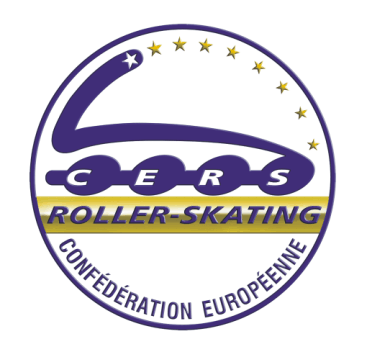 CERS
ROLLER-SKATING
CONFÉDÉRATION EUROPÉENNE